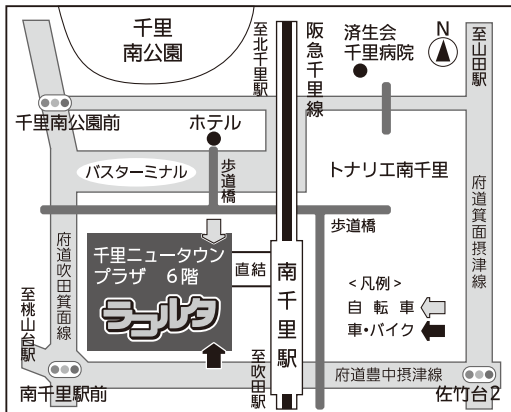 千里
南公園
至北千里駅
阪急千里線
済生会
千里病院
N
至山田駅
千里南公園前
ホテル
バスターミナル
歩道橋
トナリエ南千里
府道箕面摂津線
歩道橋
府道吹田箕面線
千里ニュータウン
プラザ 6階
ラコルタ
直結
南千里駅
<凡例>
自転車
車・バイク
至桃山台駅
南千里駅前
至吹田駅
府道豊中摂津線
佐竹台2